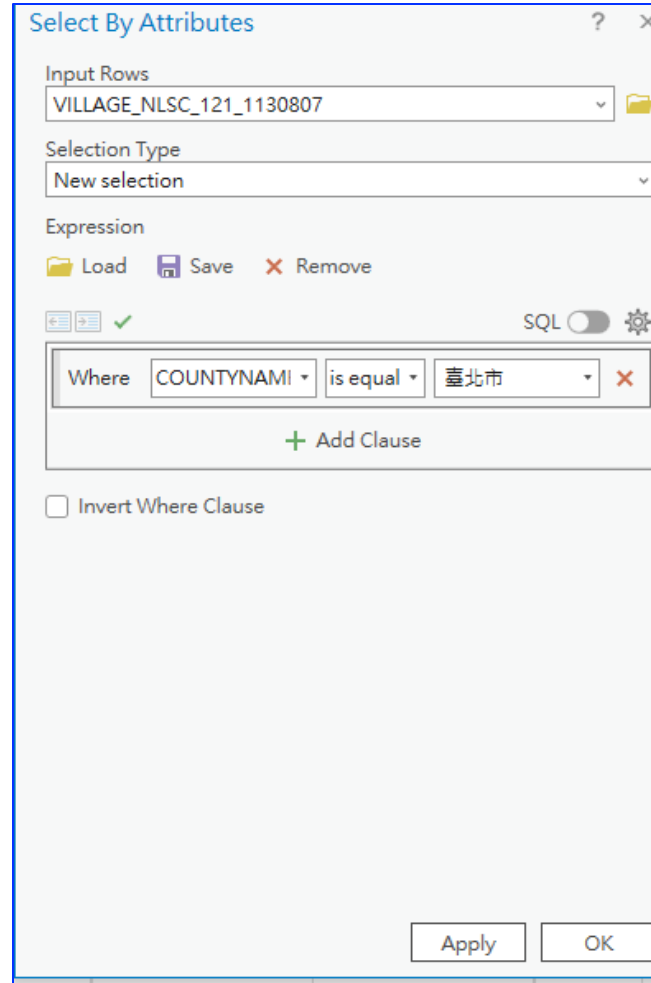 Select By Attributes ? ×
Input Rows
VILLAGE_NLSC_121_1130807
Selection Type
New selection
Expression
Load Save Remove
SQL
Where COUNTYNAMI is equal 臺北市
Add Clause
Invert Where Clause
Apply OK